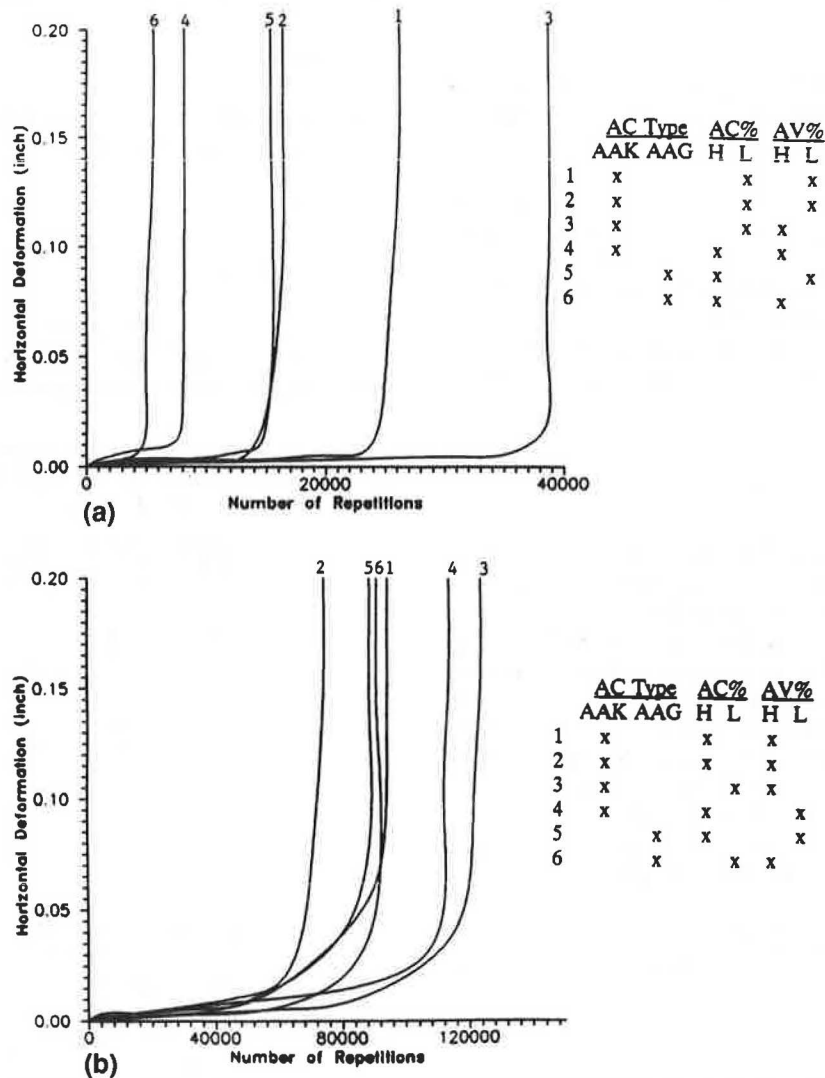 6 4 5 2 1 3
0.20
0.15
0.10
0.05
0.00
Horizontal Deformation (inch)
0 20000 40000
Number of Repetitions
(a)
AC Type AC% AV%
AAK AAG H L H L
1 x x x
2 x x x
3 x x x
4 x x x
5 x x x
6 x x x
2 5 6 1 4 3
0.20
0.15
0.10
0.05
0.00
Horizontal Deformation (inch)
0 40000 80000 120000
Number of Repetitions
(b)
AC Type AC% AV%
AAK AAG H L H L
1 x x x
2 x x x
3 x x x
4 x x x
5 x x x
6 x x x